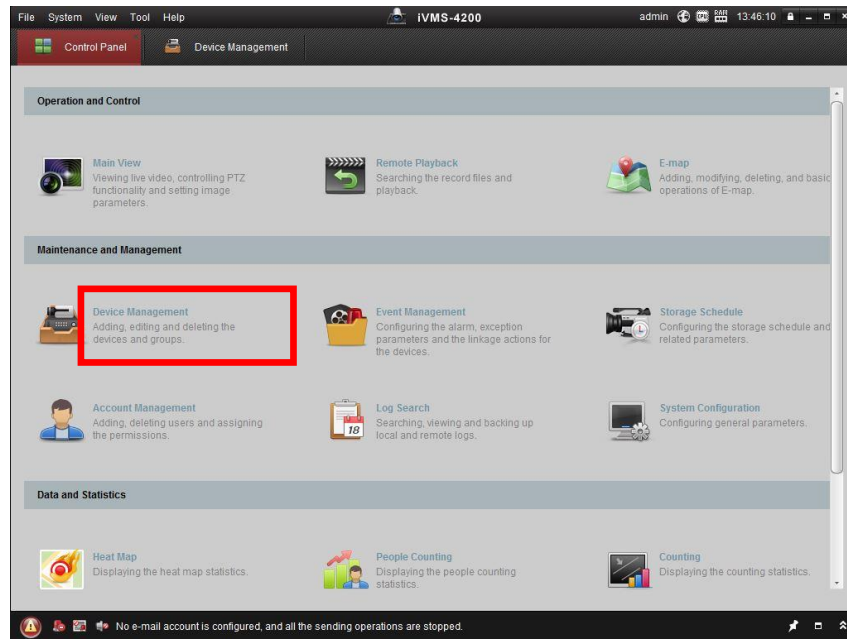 File System View Tool Help iVMS-4200 admin CPU RAM 13:46:10
Control Panel Device Management
Operation and Control
Main View
Viewing live video, controlling PTZ
functionality and setting image
parameters.
Remote Playback
Searching the record files and
playback.
E-map
Adding, modifying, deleting, and basic
operations of E-map.
Maintenance and Management
Device Management
Adding, editing and deleting the
devices and groups.
Event Management
Configuring the alarm, exception
parameters and the linkage actions for
the devices.
Storage Schedule
Configuring the storage schedule and
related parameters.
Account Management
Adding, deleting users and assigning
the permissions.
18
Log Search
Searching, viewing and backing up
local and remote logs.
System Configuration
Configuring general parameters.
Data and Statistics
Heat Map
Displaying the heat map statistics.
People Counting
Displaying the people counting
statistics.
Counting
Displaying the counting statistics.
No e-mail account is configured, and all the sending operations are stopped.